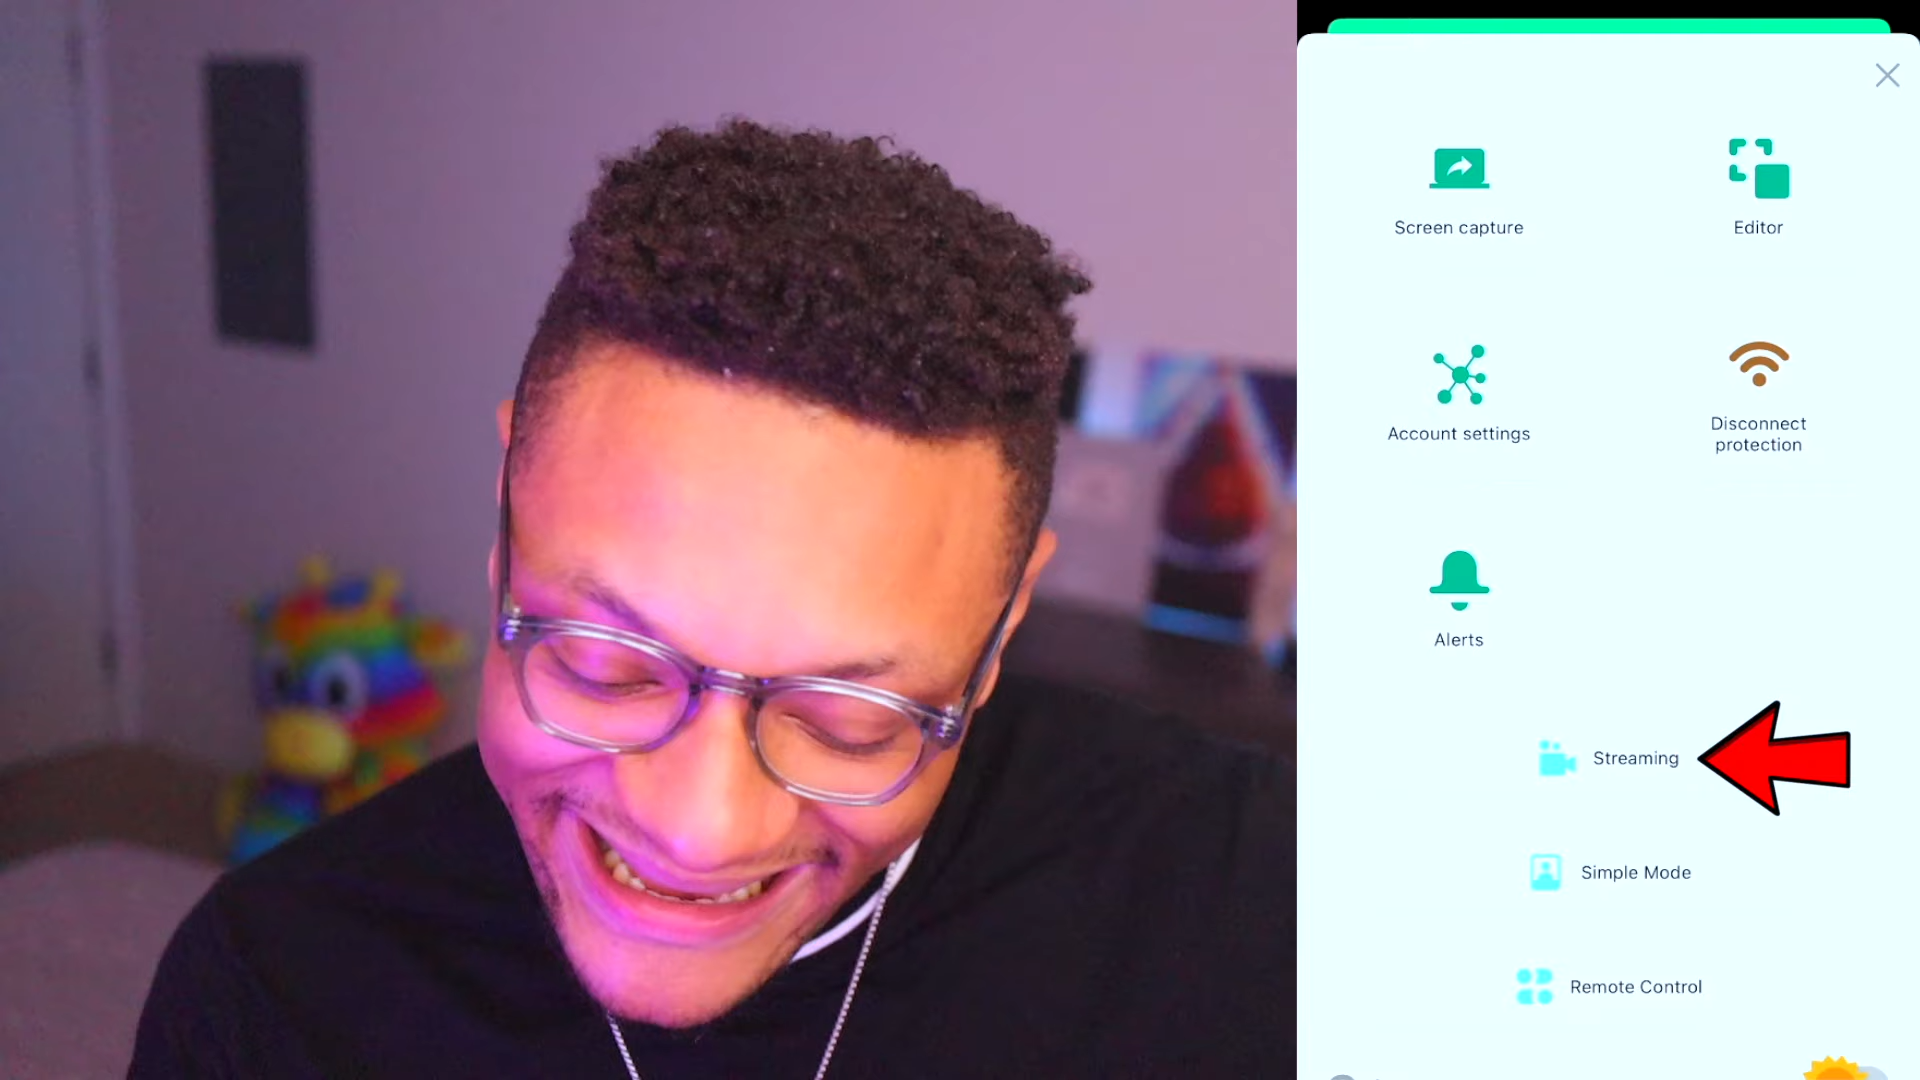 Screen capture
Editor
Account settings
Disconnect
protection
Alerts
Streaming
Simple Mode
Remote Control